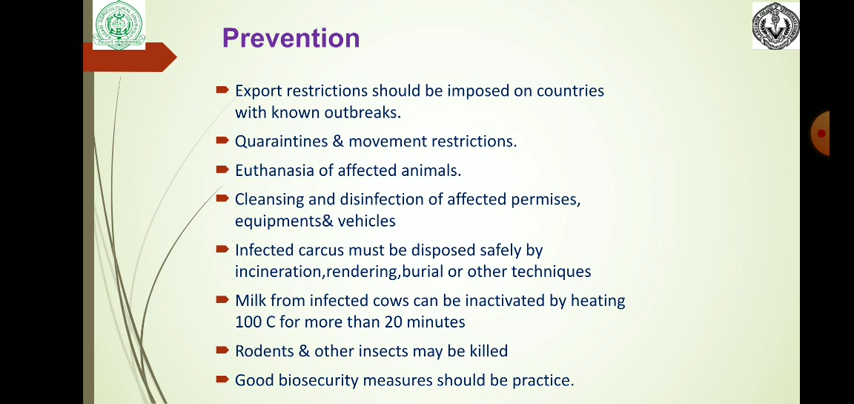 Prevention
Export restrictions should be imposed on countries
with known outbreaks.
Quaraintines & movement restrictions.
Euthanasia of affected animals.
Cleansing and disinfection of affected permises,
equipments& vehicles
Infected carcus must be disposed safely by
incineration,rendering,burial or other techniques
Milk from infected cows can be inactivated by heating
100 C for more than 20 minutes
Rodents & other insects may be killed
Good biosecurity measures should be practice.